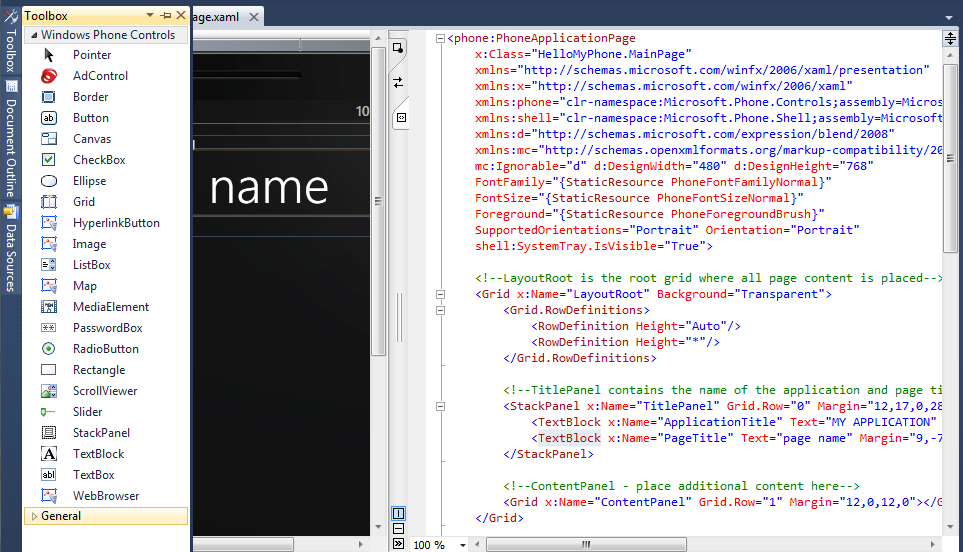 Toolbox
age.xaml
Toolbox
Document Outline
Data Sources
Windows Phone Controls
Pointer
AdControl
Border
Button
Canvas
CheckBox
Ellipse
Grid
HyperlinkButton
Image
ListBox
Map
MediaElement
PasswordBox
RadioButton
Rectangle
ScrollViewer
Slider
StackPanel
TextBlock
TextBox
WebBrowser
General
10
name
<phone:PhoneApplicationPage
x:Class="HelloMyPhone.MainPage"
xmlns="http://schemas.microsoft.com/winfx/2006/xaml/presentation"
xmlns:x="http://schemas.microsoft.com/winfx/2006/xaml"
xmlns:phone="clr-namespace:Microsoft.Phone.Controls;assembly=Micros
xmlns:shell="clr-namespace:Microsoft.Phone.Shell;assembly=Microsoft
xmlns:d="http://schemas.microsoft.com/expression/blend/2008"
xmlns:mc="http://schemas.openxmlformats.org/markup-compatibility/20
mc:Ignorable="d" d:DesignWidth="480" d:DesignHeight="768"
FontFamily="{StaticResource PhoneFontFamilyNormal}"
FontSize="{StaticResource PhoneFontSizeNormal}"
Foreground="{StaticResource PhoneForegroundBrush}"
SupportedOrientations="Portrait" Orientation="Portrait"
shell:SystemTray.IsVisible="True">
<!--LayoutRoot is the root grid where all page content is placed-->
<Grid x:Name="LayoutRoot" Background="Transparent">
<Grid.RowDefinitions>
<RowDefinition Height="Auto"/>
<RowDefinition Height="*"/>
</Grid.RowDefinitions>
<!--TitlePanel contains the name of the application and page ti
<StackPanel x:Name="TitlePanel" Grid.Row="0" Margin="12,17,0,28
<TextBlock x:Name="ApplicationTitle" Text="MY APPLICATION"
<TextBlock x:Name="PageTitle" Text="page name" Margin="9,-7
</StackPanel>
<!--ContentPanel - place additional content here-->
<Grid x:Name="ContentPanel" Grid.Row="1" Margin="12,0,12,0"></G
</Grid>
100 %